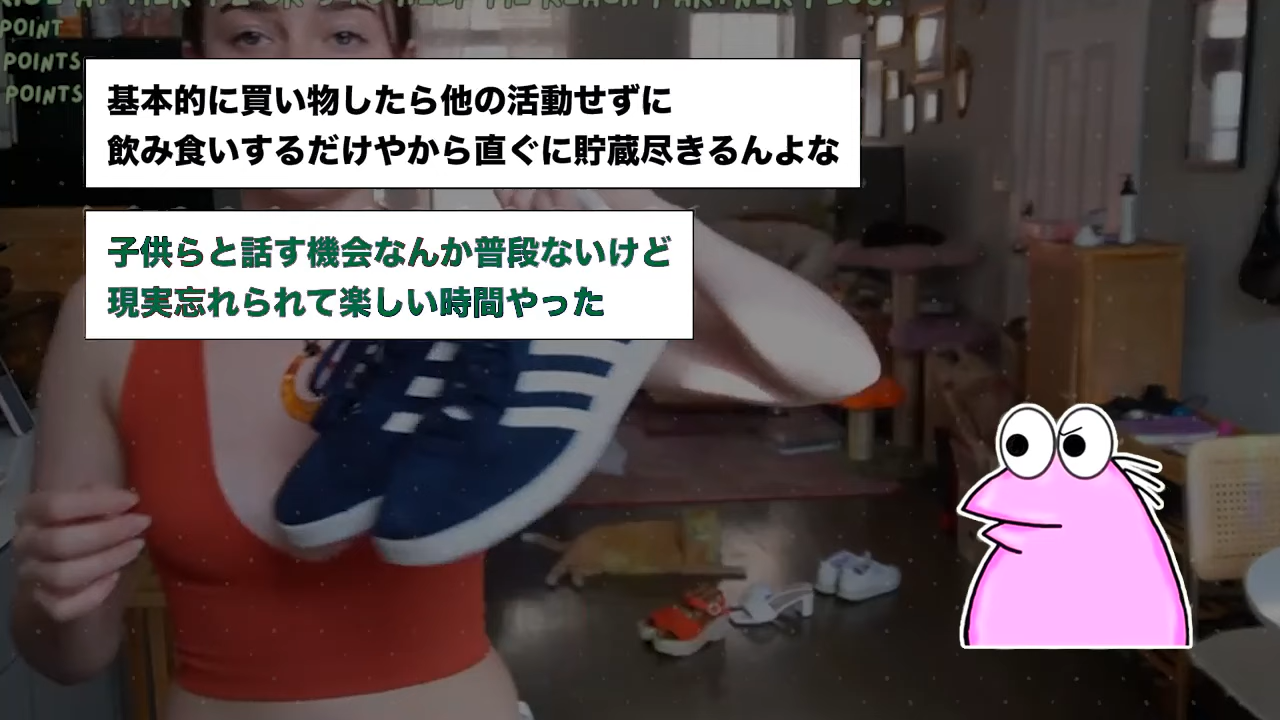 POINT
POINTS
POINTS
基本的に買い物したら他の活動せずに
飲み食いするだけやから直ぐに貯蔵尽きるんよな
子供らと話す機会なんか普段ないけど
現実忘れられて楽しい時間やった